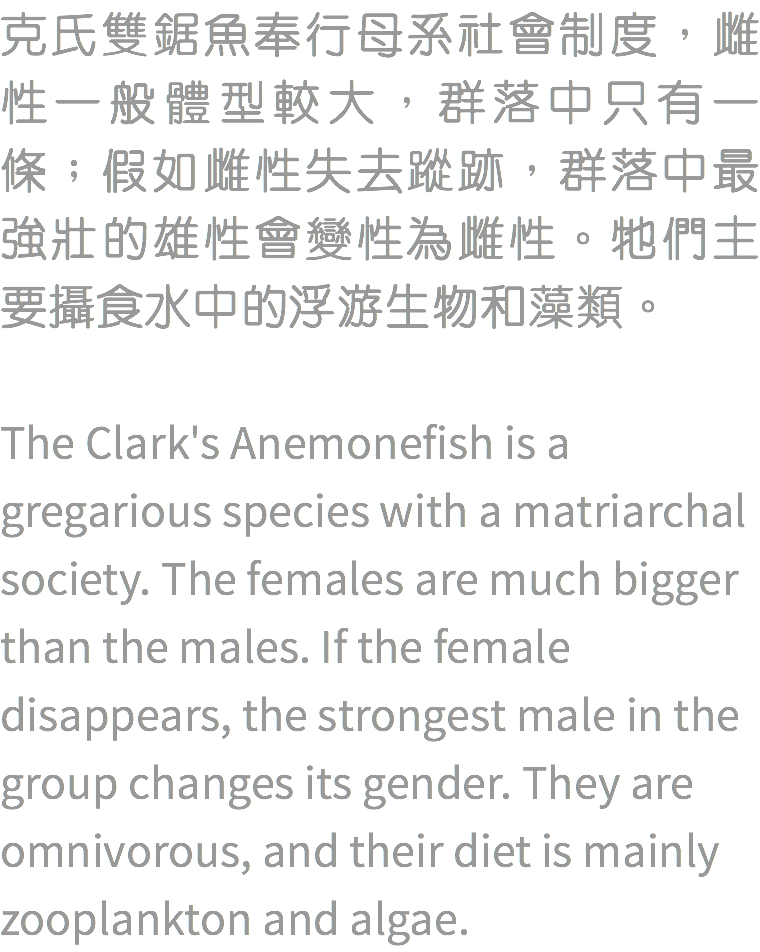 克氏雙鋸魚奉行母系社會制度，雌
性一般體型較大，群落中只有一
條；假如雌性失去蹤跡，群落中最
強壯的雄性會變性為雌性。牠們主
要攝食水中的浮游生物和藻類。
The Clark's Anemonefish is a
gregarious species with a matriarchal
society. The females are much bigger
than the males. If the female
disappears, the strongest male in the
group changes its gender. They are
omnivorous, and their diet is mainly
zooplankton and algae.